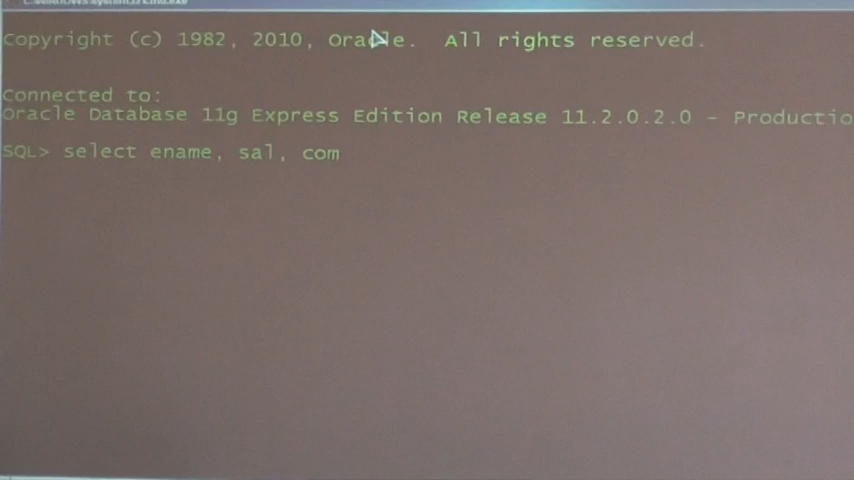 Copyright (c) 1982, 2010, Oracle.  All rights reserved.
Connected to:
Oracle Database 11g Express Edition Release 11.2.0.2.0 - Productio
SQL> select ename, sal, com